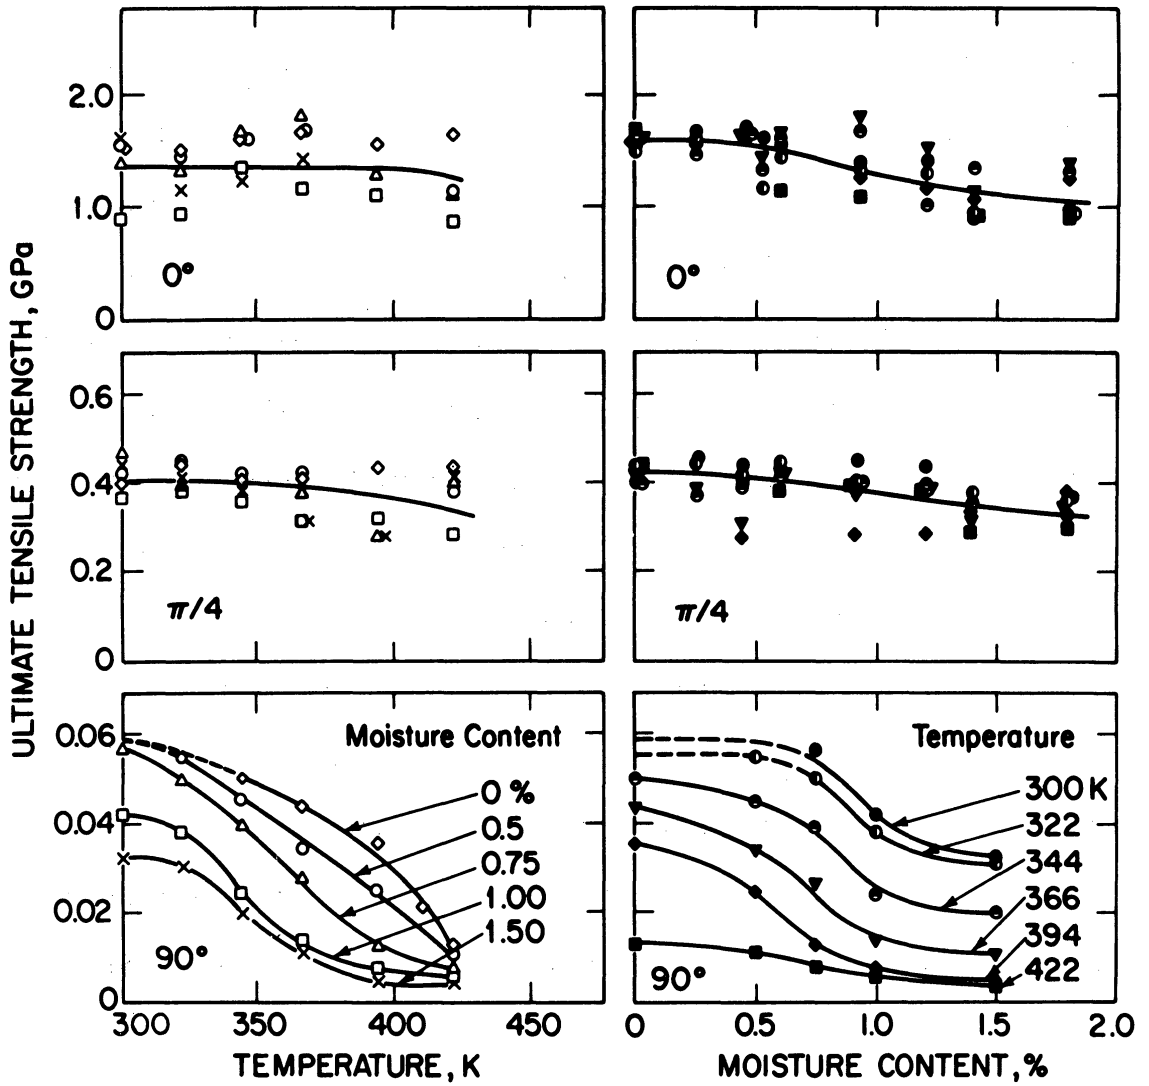 ULTIMATE TENSILE STRENGTH, GPa
2.0
1.0
0
0°
0°
0.6
0.4
0.2
0
π/4
π/4
0.06
0.04
0.02
0
Moisture Content
0 %
0.5
0.75
1.00
1.50
90°
Temperature
300 K
322
344
366
394
422
90°
300 350 400 450
0 0.5 1.0 1.5 2.0
TEMPERATURE, K
MOISTURE CONTENT, %